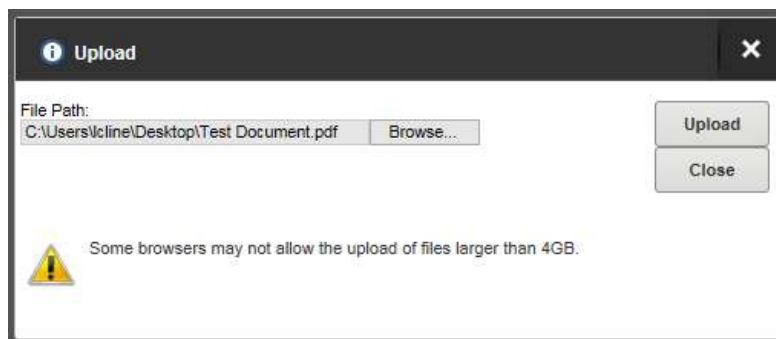 Upload
File Path:
C:\Users\lcline\Desktop\Test Document.pdf Browse...
Upload
Close
Some browsers may not allow the upload of files larger than 4GB.